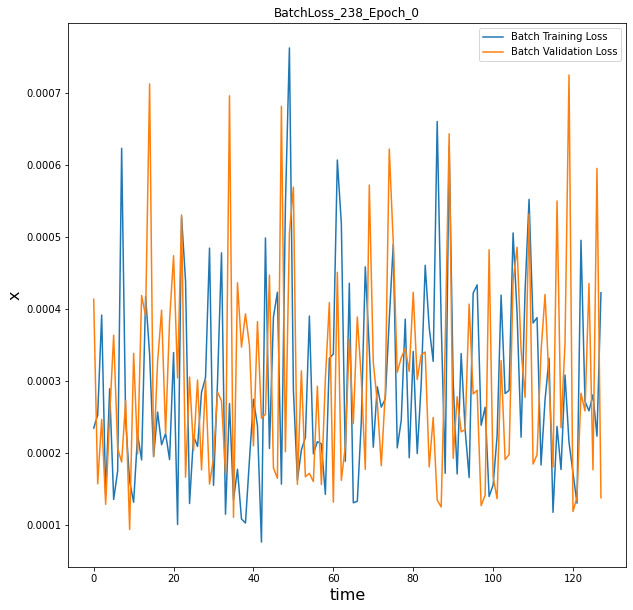 BatchLoss_238_Epoch_0
Batch Training Loss
Batch Validation Loss
0.0007
0.0006
0.0005
0.0004
0.0003
0.0002
0.0001
x
0 20 40 60 80 100 120
time